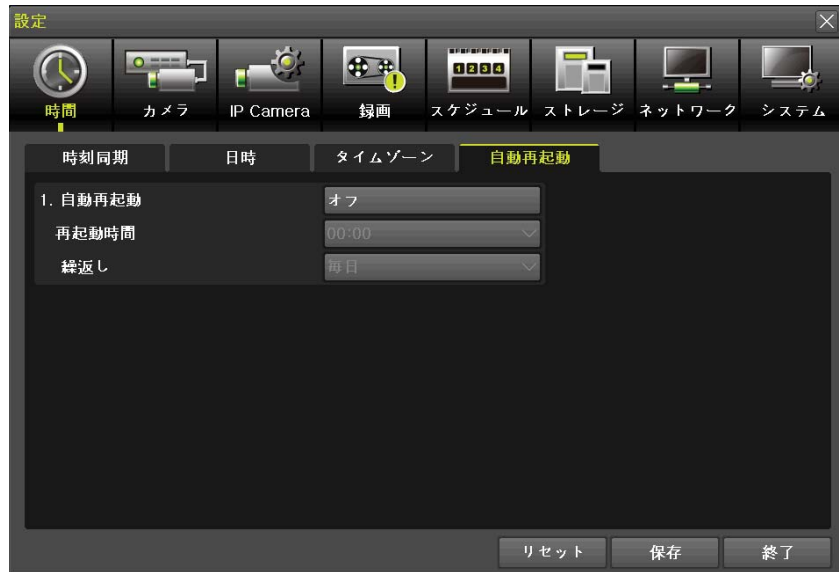 設定
時間 カメラ IP Camera 録画 スケジュール ストレージ ネットワーク システム
1 2 3 4
時刻同期 日時 タイムゾーン 自動再起動
1. 自動再起動 オフ
再起動時間 00:00
繰返し 毎日
リセット 保存 終了